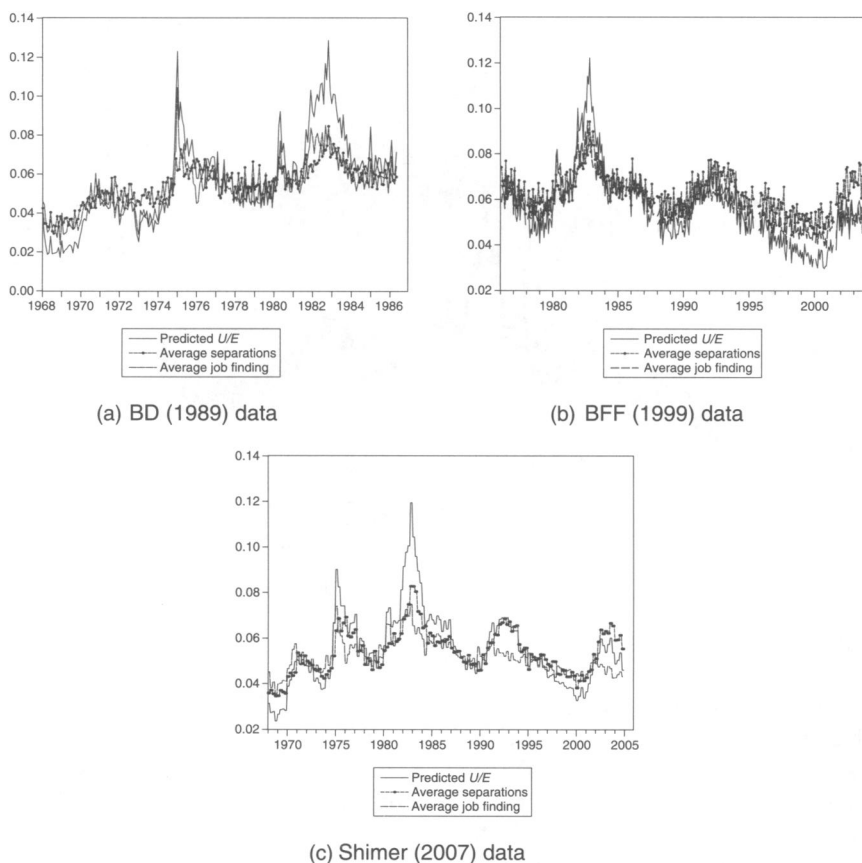 0.14
0.12
0.10
0.08
0.06
0.04
0.02
0.00
1968 1970 1972 1974 1976 1978 1980 1982 1984 1986
Predicted U/E
Average separations
Average job finding
(a) BD (1989) data
0.14
0.12
0.10
0.08
0.06
0.04
0.02
1980 1985 1990 1995 2000
Predicted U/E
Average separations
Average job finding
(b) BFF (1999) data
0.14
0.12
0.10
0.08
0.06
0.04
0.02
1970 1975 1980 1985 1990 1995 2000 2005
Predicted U/E
Average separations
Average job finding
(c) Shimer (2007) data